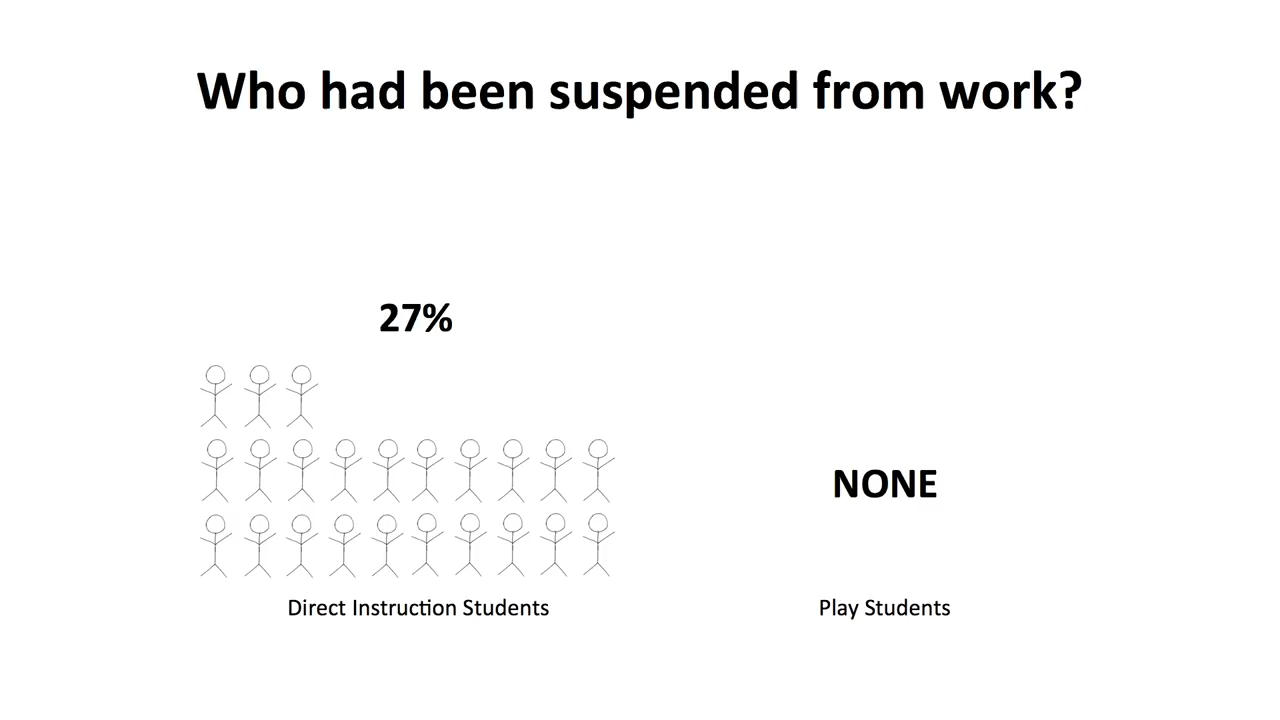 Who had been suspended from work?
27%
NONE
Direct Instruction Students
Play Students